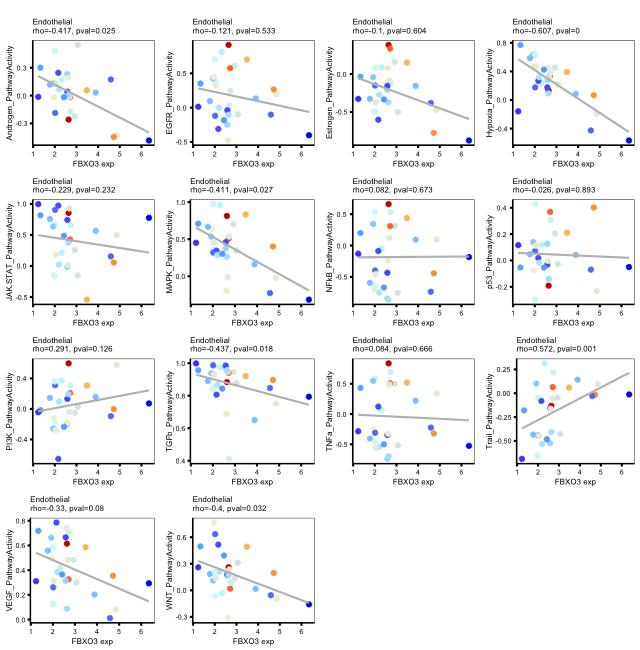 Endothelial
rho=-0.417, pval=0.025
Androgen_PathwayActivity
0.3
0.0
-0.3
1 2 3 4 5 6
FBXO3 exp
Endothelial
rho=-0.121, pval=0.533
EGFR_PathwayActivity
0.5
0.0
-0.5
1 2 3 4 5 6
FBXO3 exp
Endothelial
rho=-0.1, pval=0.604
Estrogen_PathwayActivity
0.0
-0.5
1 2 3 4 5 6
FBXO3 exp
Endothelial
rho=-0.607, pval=0
Hypoxia_PathwayActivity
0.8
0.4
0.0
-0.4
1 2 3 4 5 6
FBXO3 exp
Endothelial
rho=-0.229, pval=0.232
JAK.STAT_PathwayActivity
1.0
0.5
0.0
-0.5
1 2 3 4 5 6
FBXO3 exp
Endothelial
rho=-0.411, pval=0.027
MAPK_PathwayActivity
1.0
0.5
0.0
1 2 3 4 5 6
FBXO3 exp
Endothelial
rho=0.082, pval=0.673
NFkB_PathwayActivity
0.5
0.0
-0.5
1 2 3 4 5 6
FBXO3 exp
Endothelial
rho=-0.026, pval=0.893
p53_PathwayActivity
0.4
0.2
0.0
-0.2
1 2 3 4 5 6
FBXO3 exp
Endothelial
rho=0.291, pval=0.126
PI3K_PathwayActivity
0.4
0.0
-0.4
1 2 3 4 5 6
FBXO3 exp
Endothelial
rho=-0.437, pval=0.018
TGFb_PathwayActivity
1.0
0.8
0.6
0.4
1 2 3 4 5 6
FBXO3 exp
Endothelial
rho=0.084, pval=0.666
TNFa_PathwayActivity
0.5
0.0
-0.5
1 2 3 4 5 6
FBXO3 exp
Endothelial
rho=0.572, pval=0.001
Trail_PathwayActivity
0.25
0.00
-0.25
-0.50
1 2 3 4 5 6
FBXO3 exp
Endothelial
rho=-0.33, pval=0.08
VEGF_PathwayActivity
0.8
0.6
0.4
0.2
0.0
1 2 3 4 5 6
FBXO3 exp
Endothelial
rho=-0.4, pval=0.032
WNT_PathwayActivity
0.6
0.3
0.0
-0.3
1 2 3 4 5 6
FBXO3 exp